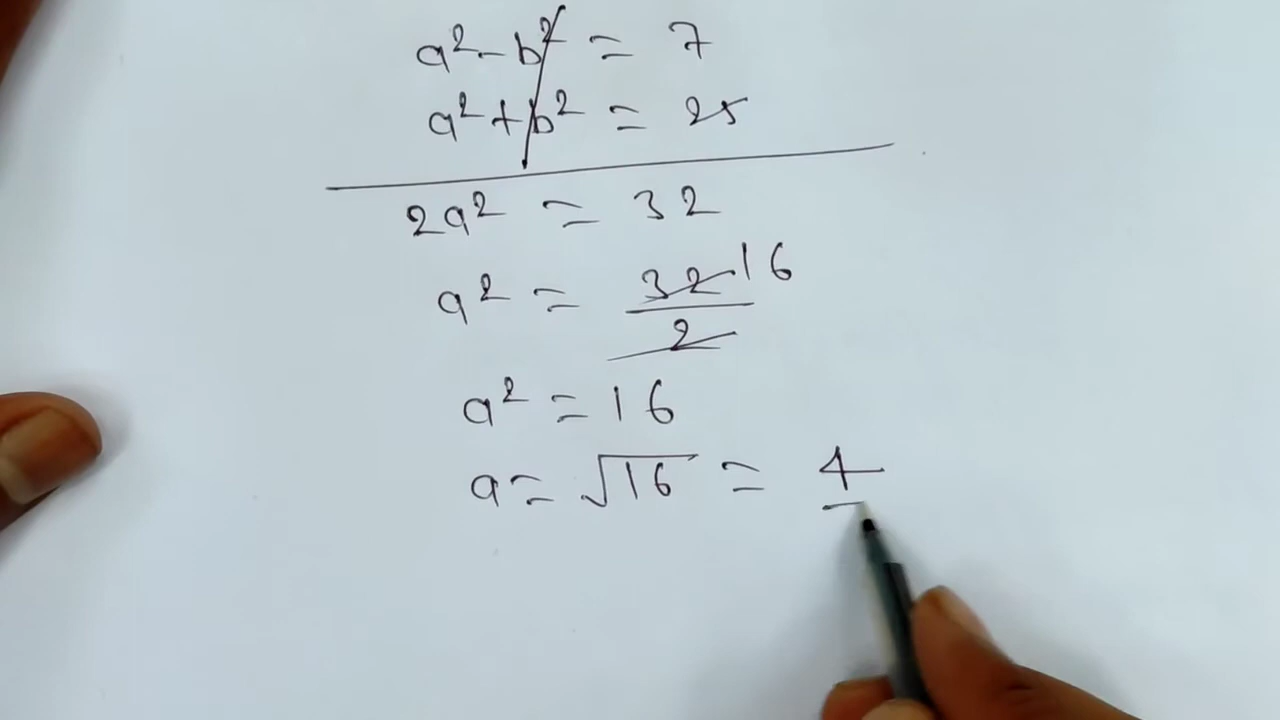 a² - b² = 7
a² + b² = 25
2a² = 32
a² = 32/2 16
a² = 16
a = √16 = 4